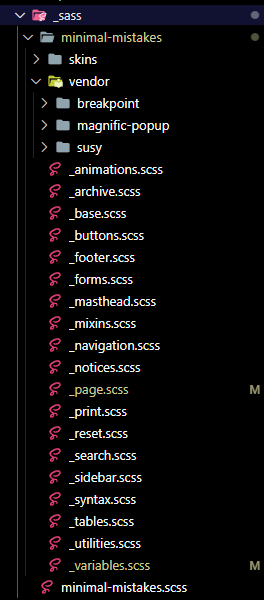 _sass
minimal-mistakes
skins
vendor
breakpoint
magnific-popup
susy
_animations.scss
_archive.scss
_base.scss
_buttons.scss
_footer.scss
_forms.scss
_masthead.scss
_mixins.scss
_navigation.scss
_notices.scss
_page.scss M
_print.scss
_reset.scss
_search.scss
_sidebar.scss
_syntax.scss
_tables.scss
_utilities.scss
_variables.scss M
minimal-mistakes.scss